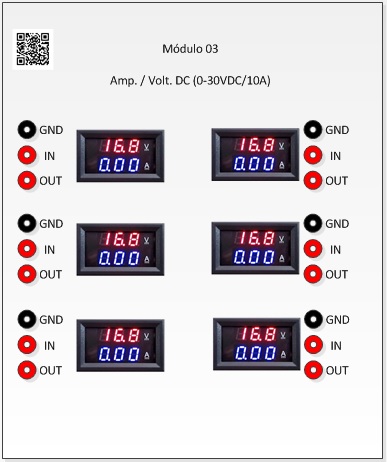 Módulo 03
Amp. / Volt. DC (0-30VDC/10A)
GND
16.8 V
IN
0.00 A
OUT
16.8 V
GND
0.00 A
IN
OUT
GND
16.8 V
IN
0.00 A
OUT
16.8 V
GND
0.00 A
IN
OUT
GND
16.8 V
IN
0.00 A
OUT
16.8 V
GND
0.00 A
IN
OUT